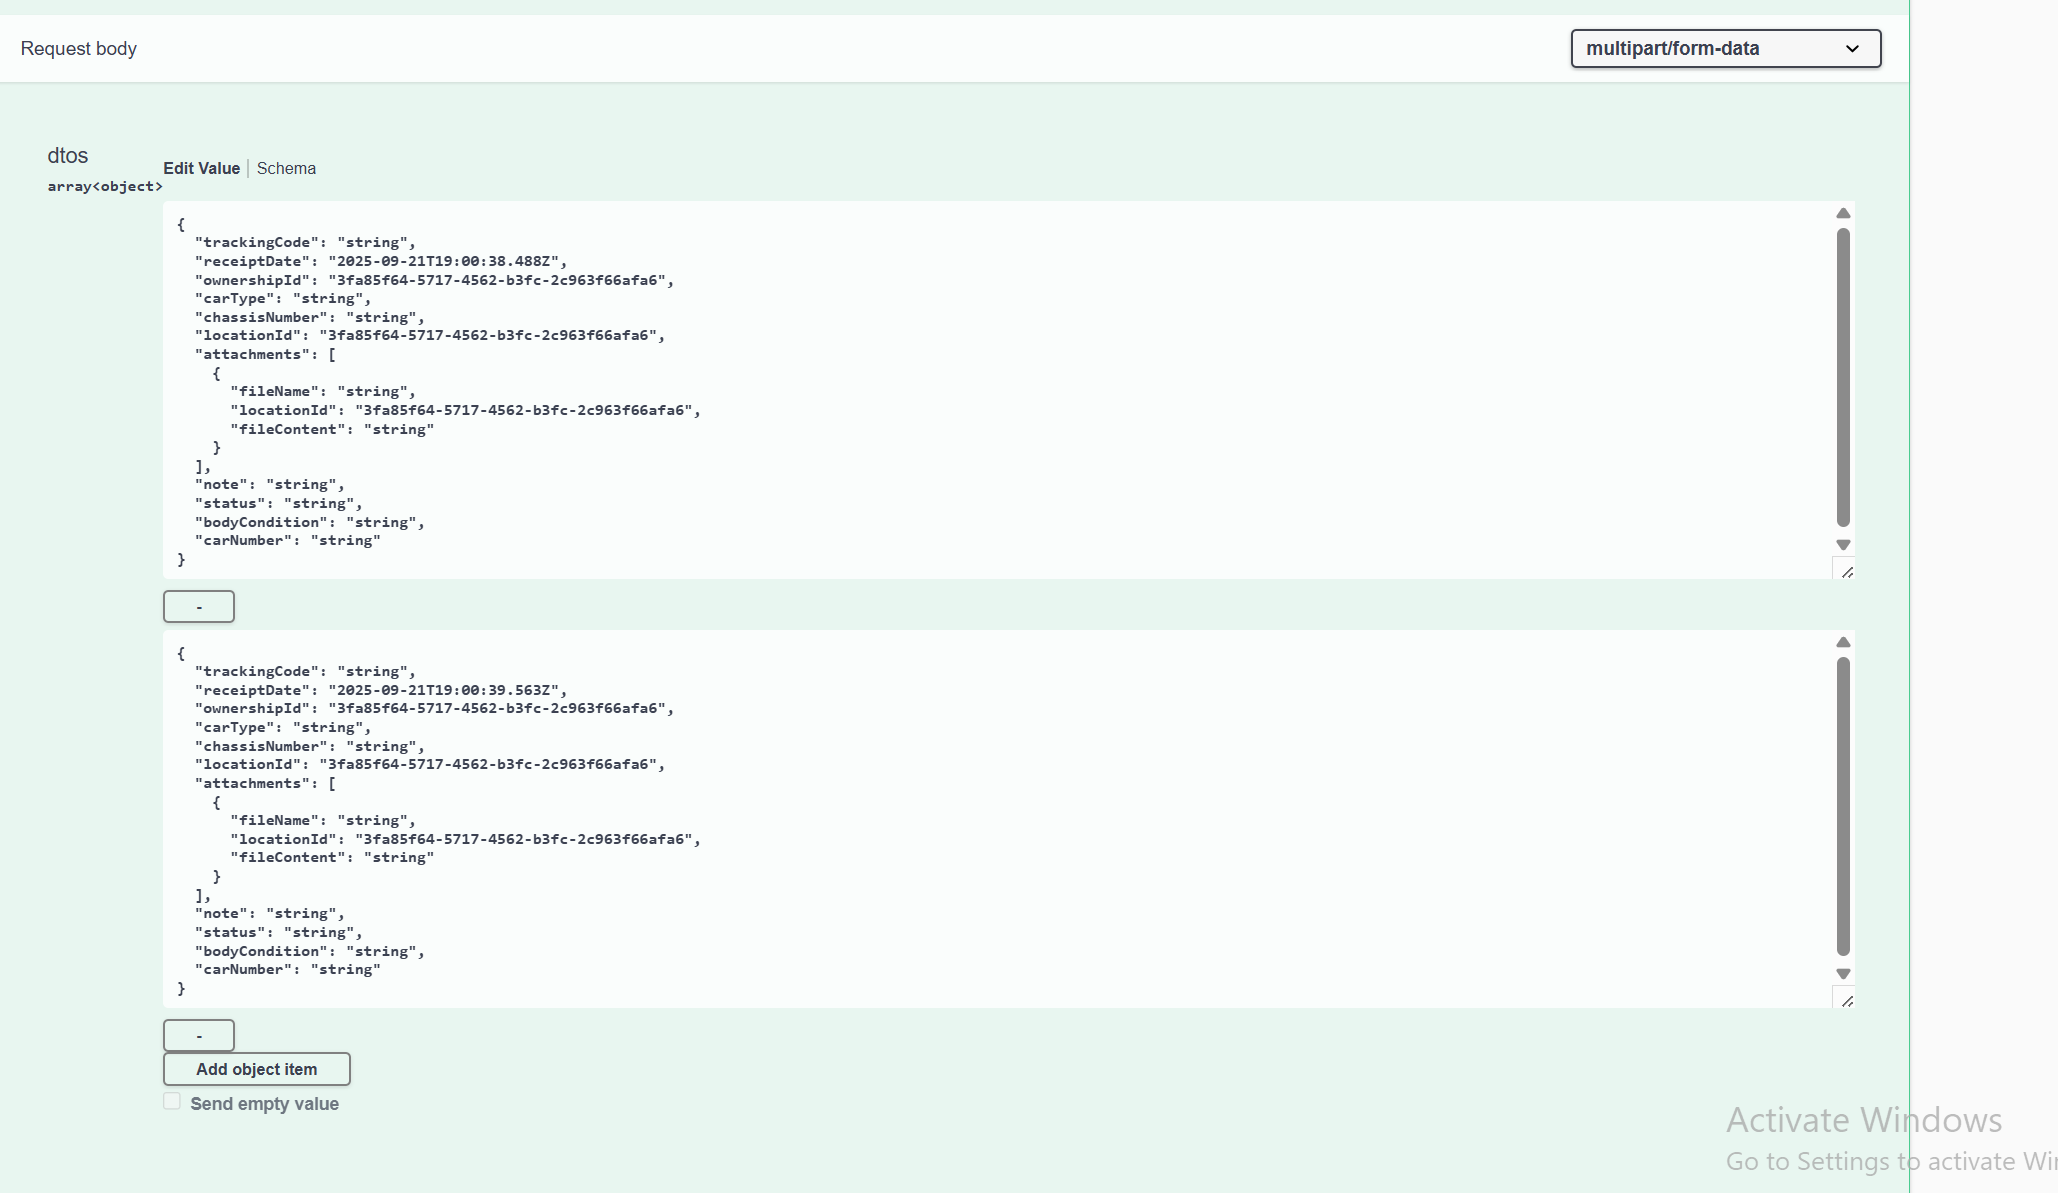 Request body
multipart/form-data
dtos
array<object>
Edit Value | Schema
{
  "trackingCode": "string",
  "receiptDate": "2025-09-21T19:00:38.488Z",
  "ownershipId": "3fa85f64-5717-4562-b3fc-2c963f66afa6",
  "carType": "string",
  "chassisNumber": "string",
  "locationId": "3fa85f64-5717-4562-b3fc-2c963f66afa6",
  "attachments": [
    {
      "fileName": "string",
      "locationId": "3fa85f64-5717-4562-b3fc-2c963f66afa6",
      "fileContent": "string"
    }
  ],
  "note": "string",
  "status": "string",
  "bodyCondition": "string",
  "carNumber": "string"
}
-
{
  "trackingCode": "string",
  "receiptDate": "2025-09-21T19:00:39.563Z",
  "ownershipId": "3fa85f64-5717-4562-b3fc-2c963f66afa6",
  "carType": "string",
  "chassisNumber": "string",
  "locationId": "3fa85f64-5717-4562-b3fc-2c963f66afa6",
  "attachments": [
    {
      "fileName": "string",
      "locationId": "3fa85f64-5717-4562-b3fc-2c963f66afa6",
      "fileContent": "string"
    }
  ],
  "note": "string",
  "status": "string",
  "bodyCondition": "string",
  "carNumber": "string"
}
-
Add object item
Send empty value
Activate Windows
Go to Settings to activate Wi